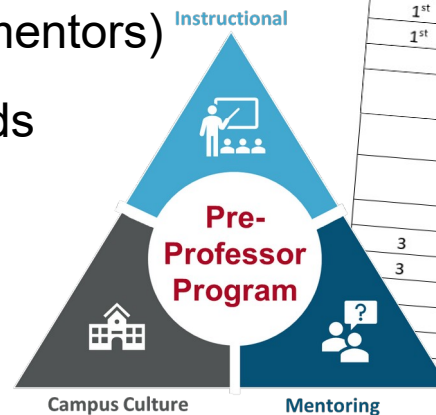 mentors)
ds
Instructional
Pre-
Professor
Program
Campus Culture
Mentoring
?
1st
1st
3
3